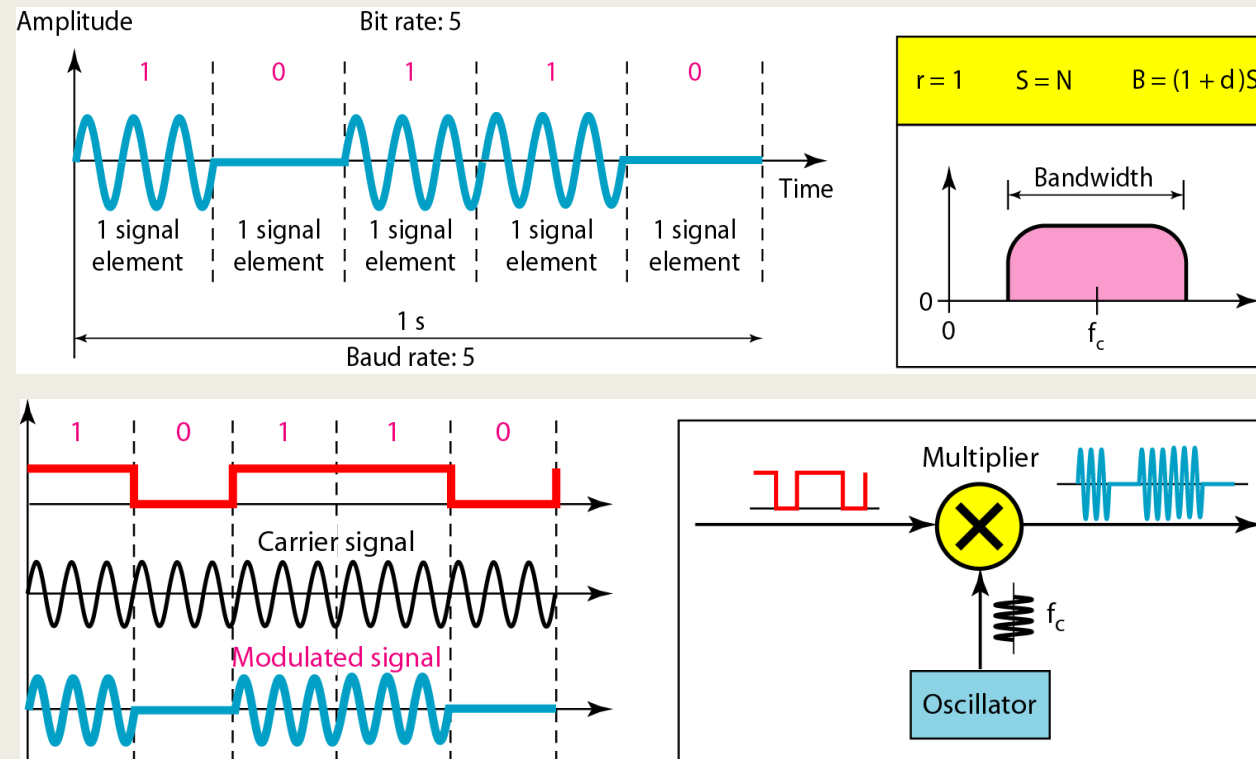 Amplitude
Bit rate: 5
1 0 1 1 0
Time
1 signal element
1 signal element
1 signal element
1 signal element
1 signal element
1 s
Baud rate: 5
r = 1 S = N B = (1 + d)S
Bandwidth
0
0
fc
1 0 1 1 0
Carrier signal
Modulated signal
Multiplier
fc
Oscillator